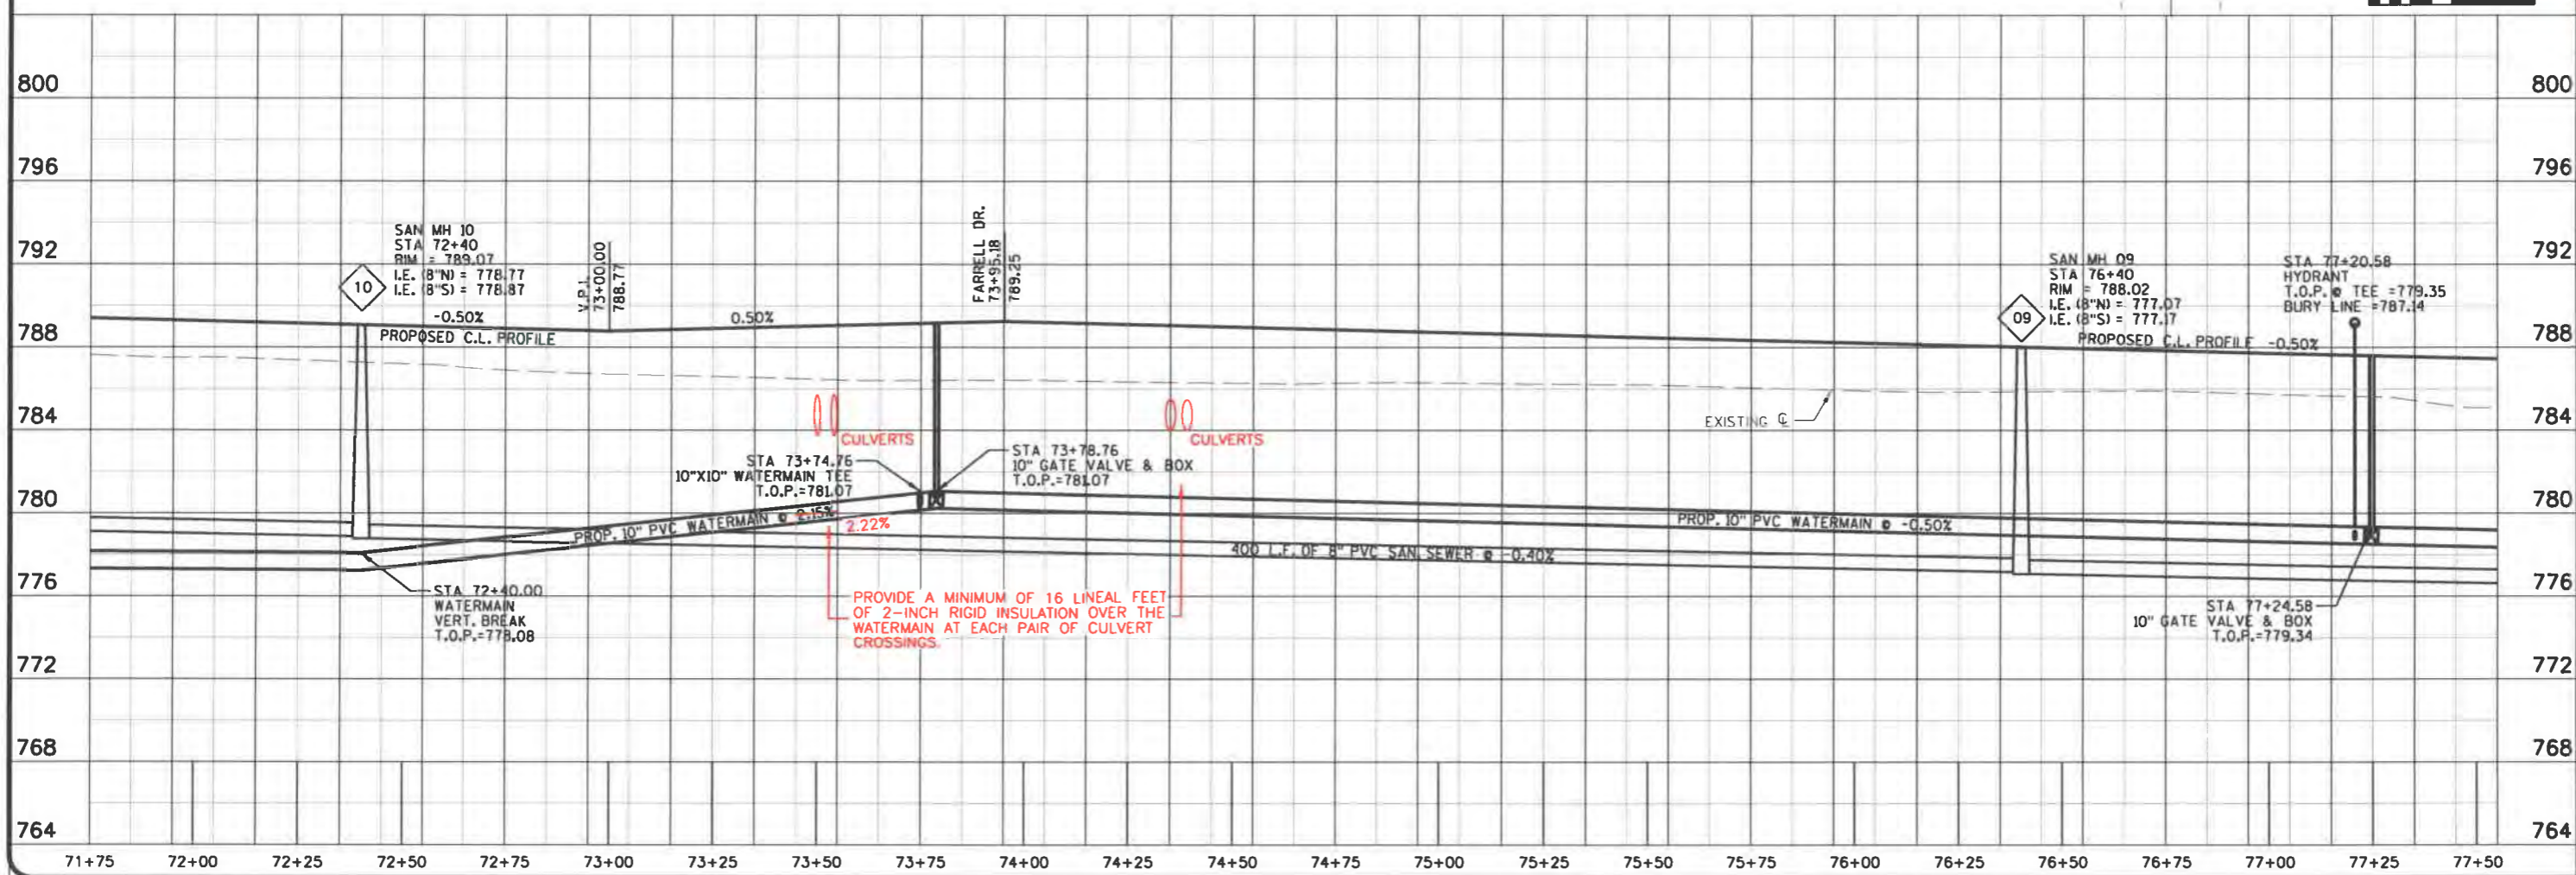 800
800
796
796
792
792
788
788
784
784
780
780
776
776
772
772
768
768
764
764
SAN MH 10
STA 72+40
RIM = 789.07
I.E. (8"N) = 778.77
I.E. (8"S) = 778.87
10
-0.50%
PROPOSED C.L. PROFILE
V.P.I.
73+00.00
788.77
0.50%
FARRELL DR.
73+95.18
789.25
SAN MH 09
STA 76+40
RIM = 788.02
I.E. (8"N) = 777.07
I.E. (8"S) = 777.17
09
PROPOSED C.L. PROFILE -0.50%
STA 77+20.58
HYDRANT
T.O.P. @ TEE =779.35
BURY LINE =787.14
CULVERTS
CULVERTS
EXISTING ℄
STA 73+74.76
10"X10" WATERMAIN TEE
T.O.P.=781.07
STA 73+78.76
10" GATE VALVE & BOX
T.O.P.=781.07
PROP. 10" PVC WATERMAIN @ 2.15%
2.22%
PROP. 10" PVC WATERMAIN @ -0.50%
400 L.F. OF 8" PVC SAN. SEWER @ -0.40%
STA 72+40.00
WATERMAIN
VERT. BREAK
T.O.P.=778.08
PROVIDE A MINIMUM OF 16 LINEAL FEET
OF 2-INCH RIGID INSULATION OVER THE
WATERMAIN AT EACH PAIR OF CULVERT
CROSSINGS.
STA 77+24.58
10" GATE VALVE & BOX
T.O.P.=779.34
71+75 72+00 72+25 72+50 72+75 73+00 73+25 73+50 73+75 74+00 74+25 74+50 74+75 75+00 75+25 75+50 75+75 76+00 76+25 76+50 76+75 77+00 77+25 77+50